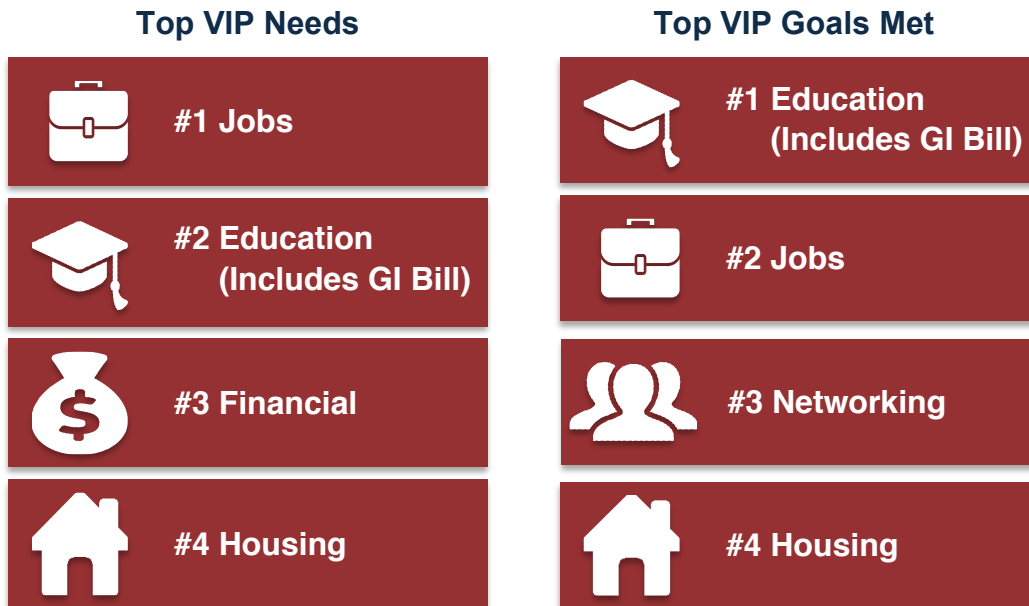 Top VIP Needs
#1 Jobs
#2 Education
(Includes GI Bill)
$
#3 Financial
#4 Housing
Top VIP Goals Met
#1 Education
(Includes GI Bill)
#2 Jobs
#3 Networking
#4 Housing